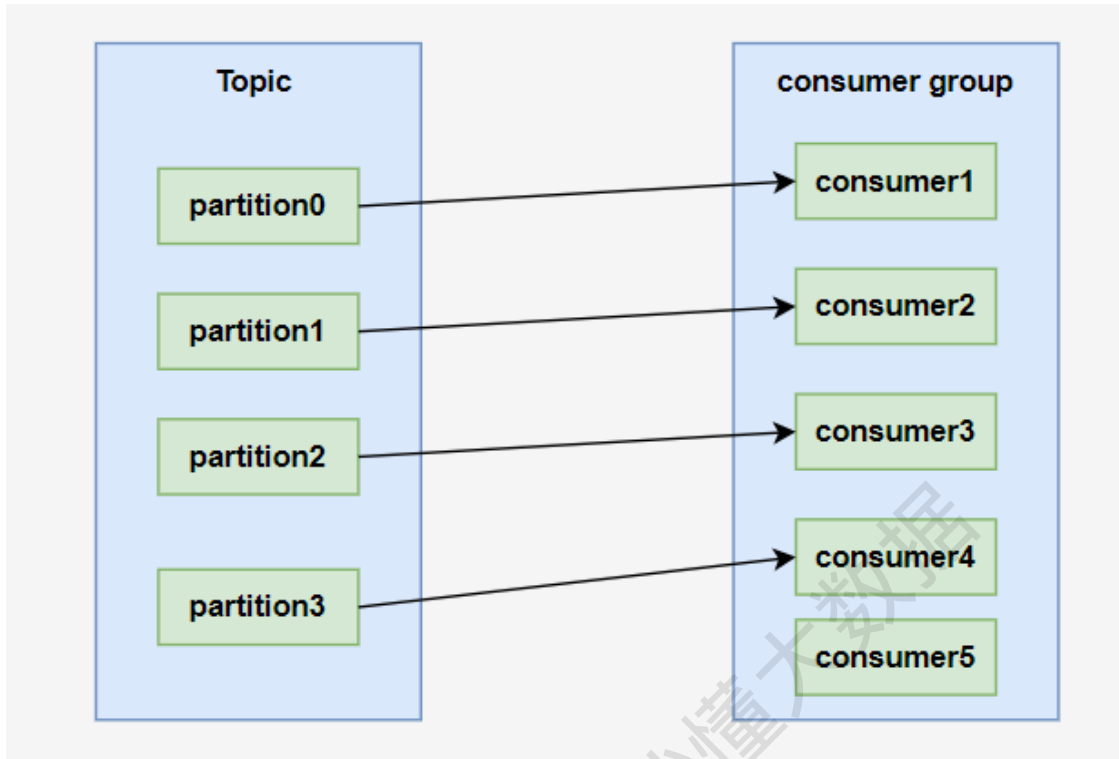 Topic
partition0
partition1
partition2
partition3
consumer group
consumer1
consumer2
consumer3
consumer4
consumer5
懂大数据